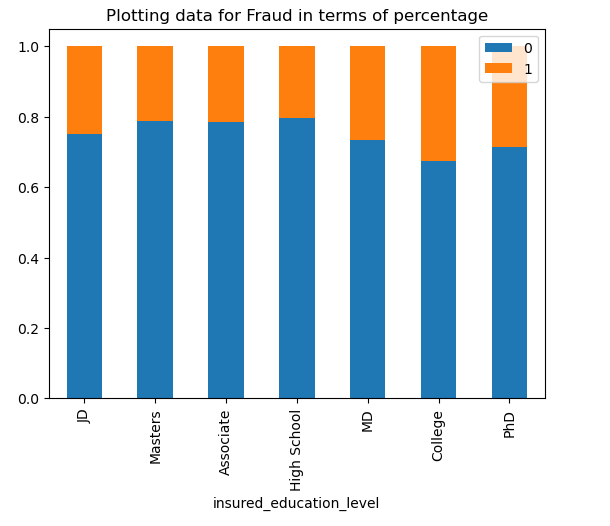 Plotting data for Fraud in terms of percentage
0
1
1.0
0.8
0.6
0.4
0.2
0.0
JD
Masters
Associate
High School
MD
College
PhD
insured_education_level